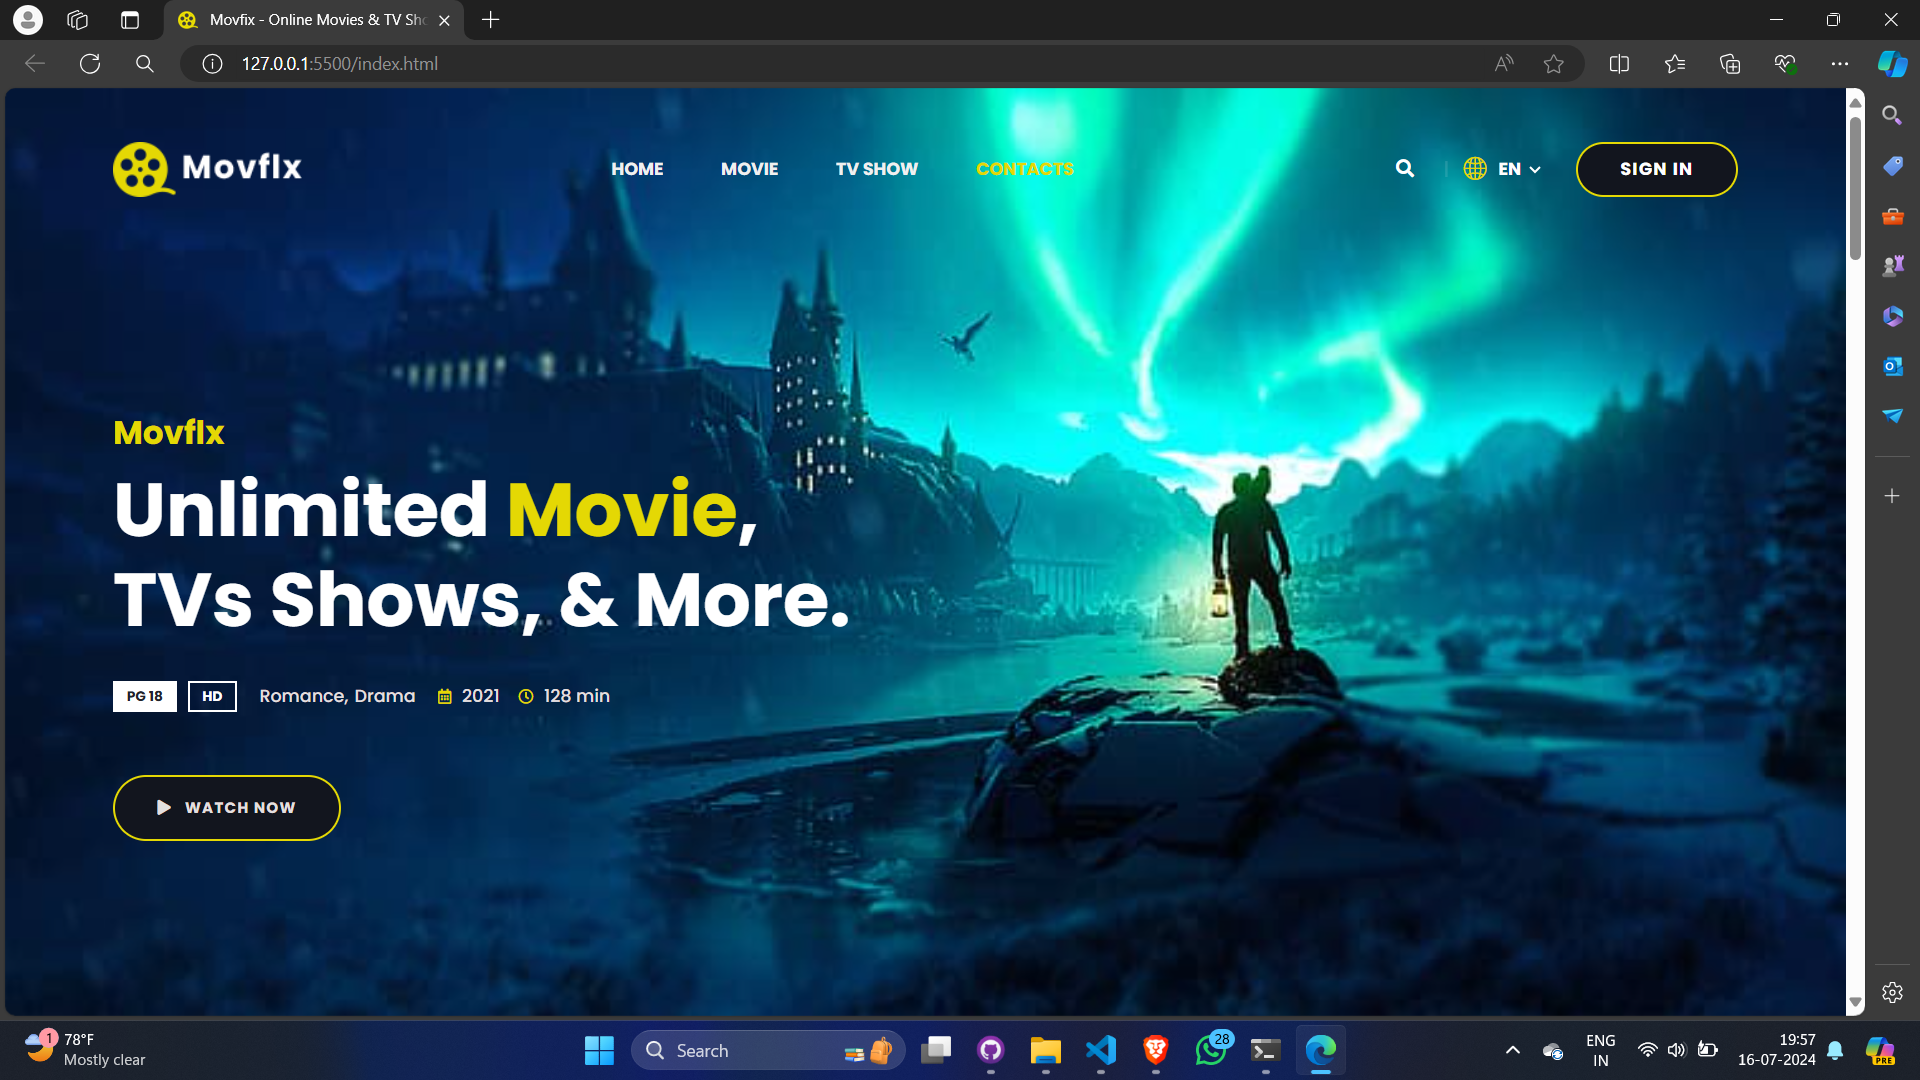 Movfix - Online Movies & TV Sho
127.0.0.1:5500/index.html
Movflx
HOME
MOVIE
TV SHOW
CONTACTS
EN
SIGN IN
Movflx
Unlimited Movie,
TVs Shows, & More.
PG 18
HD
Romance, Drama
2021
128 min
WATCH NOW
1
78°F
Mostly clear
Search
28
ENG
IN
19:57
16-07-2024
PRE